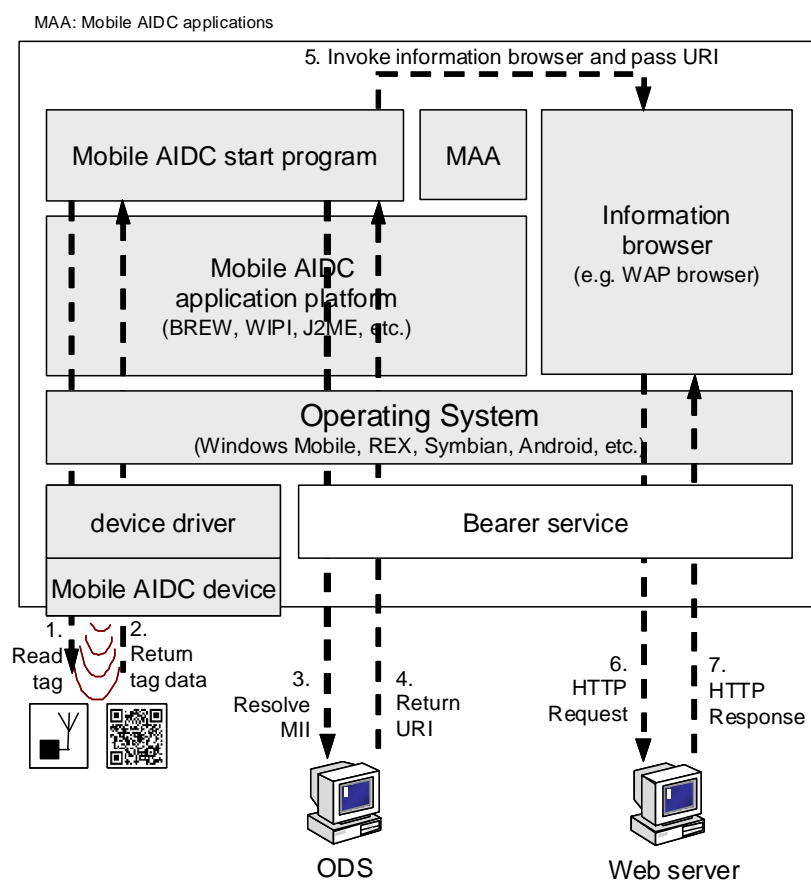 MAA: Mobile AIDC applications
5. Invoke information browser and pass URI
Mobile AIDC start program
MAA
Information
browser
(e.g. WAP browser)
Mobile AIDC
application platform
(BREW, WIPI, J2ME, etc.)
Operating System
(Windows Mobile, REX, Symbian, Android, etc.)
device driver
Bearer service
Mobile AIDC device
1.
Read
tag
2.
Return
tag data
3.
Resolve
MII
4.
Return
URI
6.
HTTP
Request
7.
HTTP
Response
ODS
Web server